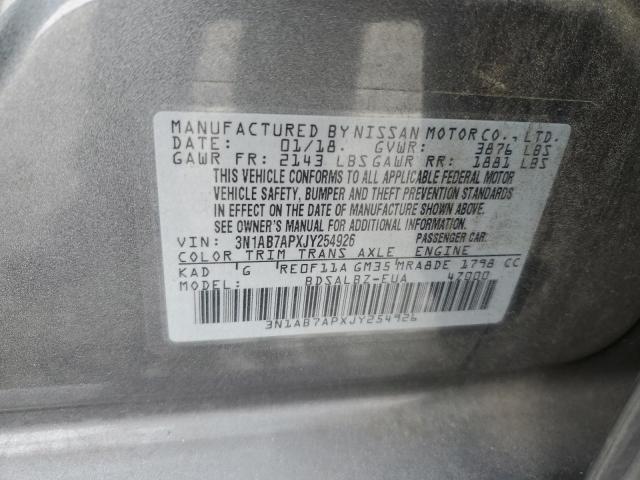 MANUFACTURED BY NISSAN MOTOR CO., LTD.
DATE: 01/18. GVWR: 3876 LBS
GAWR FR: 2143 LBS GAWR RR: 1881 LBS
THIS VEHICLE CONFORMS TO ALL APPLICABLE FEDERAL MOTOR
VEHICLE SAFETY, BUMPER AND THEFT PREVENTION STANDARDS
IN EFFECT ON THE DATE OF MANUFACTURE SHOWN ABOVE.
SEE OWNER'S MANUAL FOR ADDITIONAL INFORMATION.
VIN: 3N1AB7APXJY254926 PASSENGER CAR
COLOR TRIM TRANS AXLE ENGINE
KAD G RE0F11A GM35 MRA8DE 1798 CC
MODEL: BDSALBZ-EUA 47000
3N1AB7APXJY254926